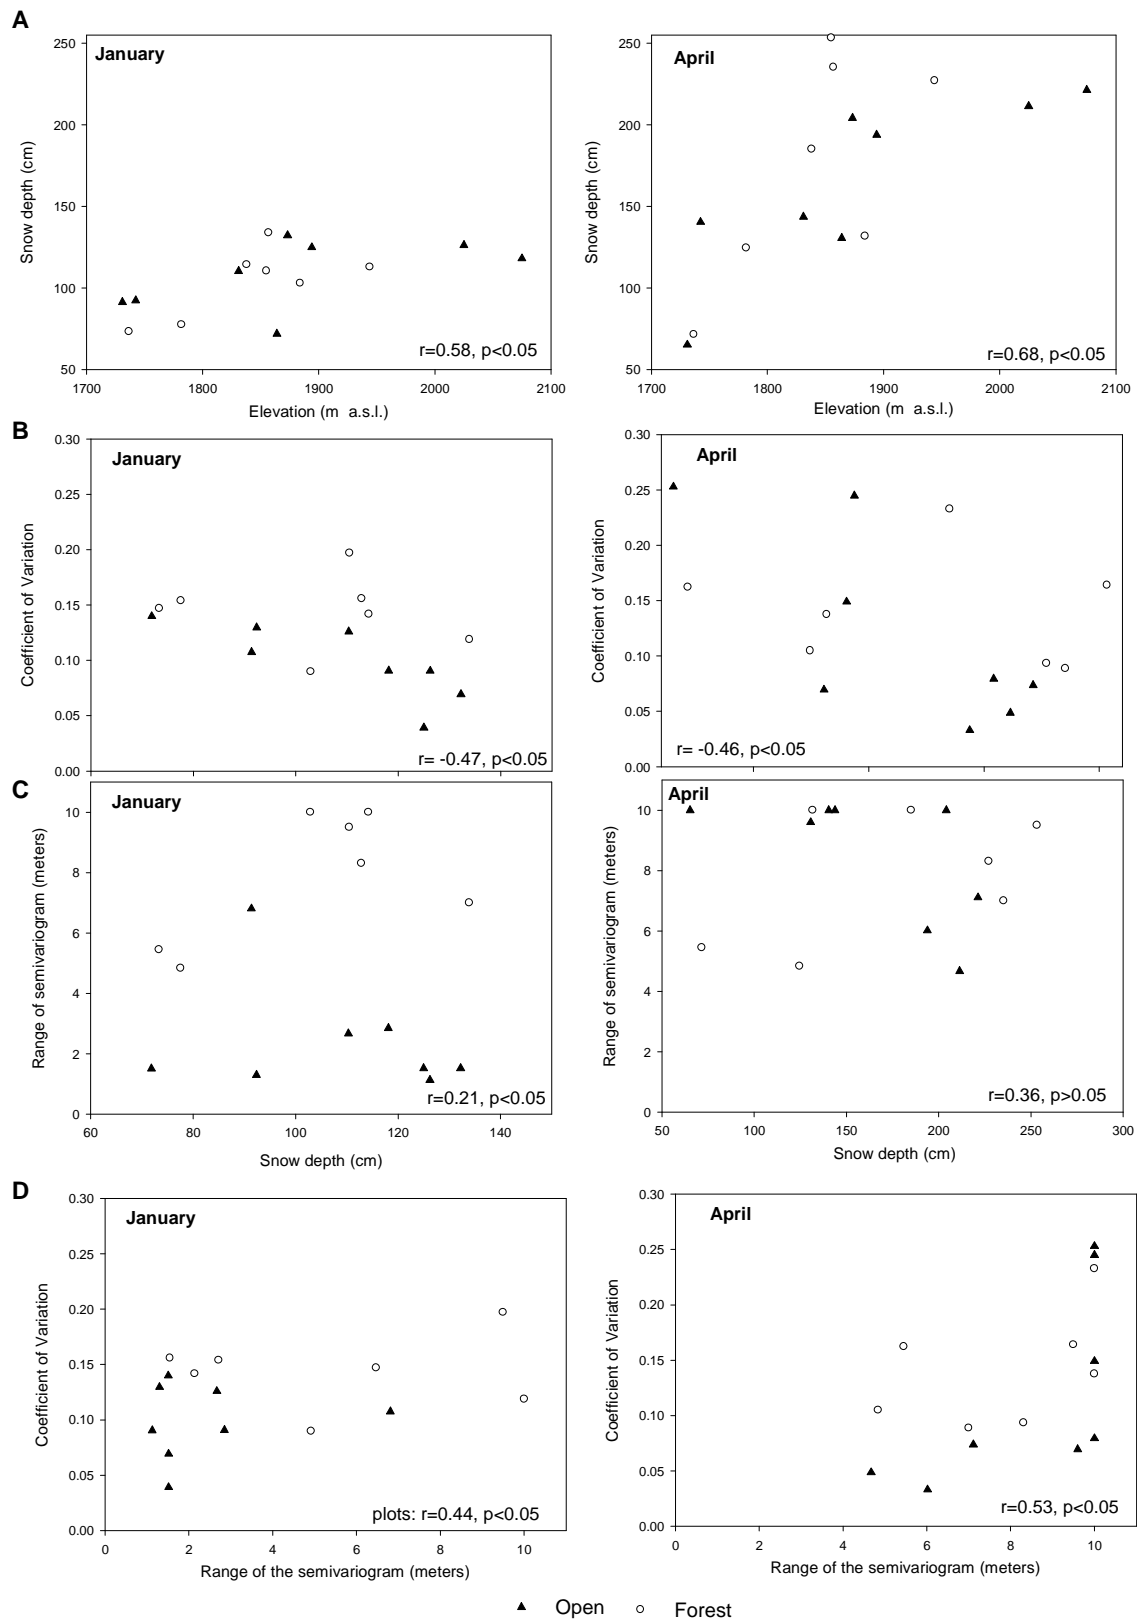 A
January
April
250
200
150
100
50
Snow depth (cm)
r=0.58, p<0.05
1700 1800 1900 2000 2100
Elevation (m a.s.l.)
250
200
150
100
50
Snow depth (cm)
r=0.68, p<0.05
1700 1800 1900 2000 2100
Elevation (m a.s.l.)
B
January
0.30
0.25
0.20
0.15
0.10
0.05
0.00
Coefficient of Variation
r= -0.47, p<0.05
April
0.30
0.25
0.20
0.15
0.10
0.05
0.00
Coefficient of Variation
r= -0.46, p<0.05
C
January
10
8
6
4
2
0
Range of semivariogram (meters)
r=0.21, p<0.05
60 80 100 120 140
Snow depth (cm)
April
10
8
6
4
2
0
Range of semivariogram (meters)
r=0.36, p>0.05
50 100 150 200 250 300
Snow depth (cm)
D
January
0.30
0.25
0.20
0.15
0.10
0.05
0.00
Coefficient of Variation
plots: r=0.44, p<0.05
0 2 4 6 8 10
Range of the semivariogram (meters)
April
0.30
0.25
0.20
0.15
0.10
0.05
0.00
Coefficient of Variation
r=0.53, p<0.05
0 2 4 6 8 10
Range of the semivariogram (meters)
Open Forest